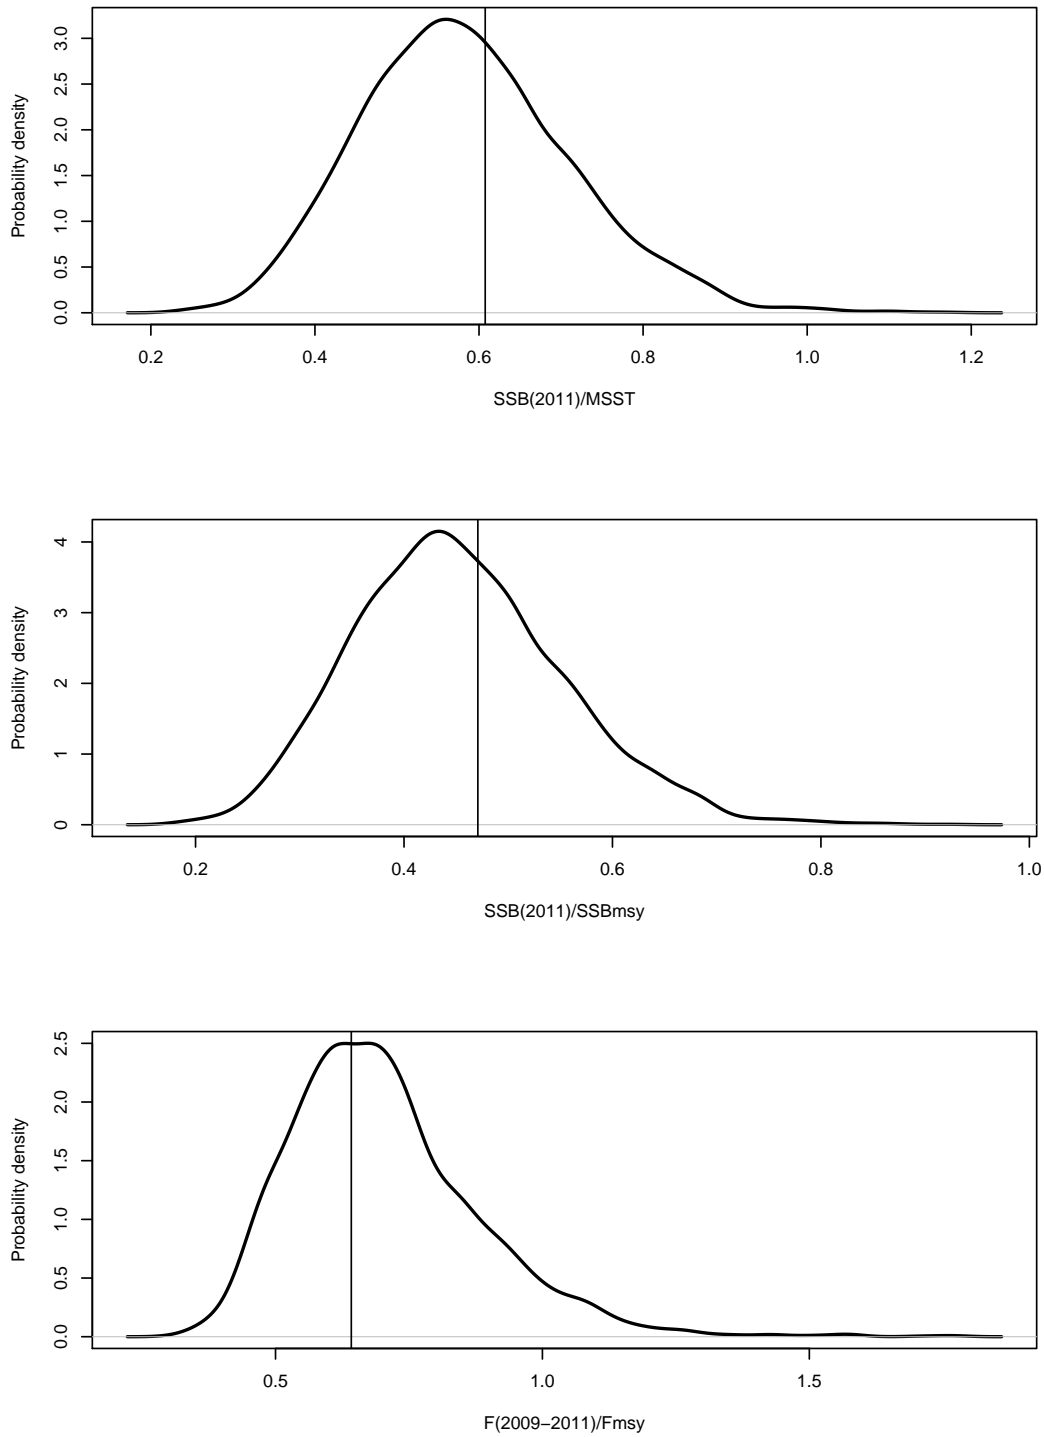 Probability density
3.0
2.5
2.0
1.5
1.0
0.5
0.0
0.2 0.4 0.6 0.8 1.0 1.2
SSB(2011)/MSST
Probability density
4
3
2
1
0
0.2 0.4 0.6 0.8 1.0
SSB(2011)/SSBmsy
Probability density
2.5
2.0
1.5
1.0
0.5
0.0
0.5 1.0 1.5
F(2009−2011)/Fmsy